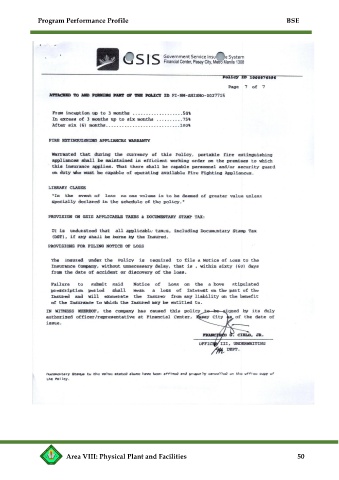 Program Performance Profile BSE
GSIS Government Service Insurance System
Financial Center, Pasay City, Metro Manila 1308
Policy ID
Page 7 of 7
ATTACHED TO AND FORMING PART OF THE POLICY ID
From inception up to 3 months ..................50%
In excess of 3 months up to six months ..........75%
After six (6) months..........................100%
FIRE EXTINGUISHING APPLIANCES WARRANTY
Warranted that during the currency of this Policy, portable fire extinguishing
appliances shall be maintained in efficient working order on the premises to which
this insurance applies. That there shall be capable personnel and/or security guard
on duty who must be capable of operating available Fire Fighting Appliances.
LIBRARY CLAUSE
"In the event of loss no one volume is to be deemed of greater value unless
specially declared in the schedule of the policy."
PROVISION ON GSIS APPLICABLE TAXES & DOCUMENTARY STAMP TAX:
It is understood that all applicable taxes, including Documentary Stamp Tax
(DST), if any shall be borne by the Insured.
PROVISIONS FOR FILING NOTICE OF LOSS
The insured under the Policy is required to file a Notice of Loss to the
Insurance Company, without unnecessary delay, that is , within sixty (60) days
from the date of accident or discovery of the loss.
Failure to submit said Notice of Loss on the above stipulated
prescription period shall mean a loss of Interest on the part of the
Insured and will exonerate the Insurer from any liability on the benefit
of the Insurance to which the Insured may be entitled to.
IN WITNESS WHEREOF, the company has caused this policy to be signed by its duly
authorized officer/representative at Financial Center, Pasay City as of the date of
issue.
OFFICER III, UNDERWRITING
DEPT.
Documentary Stamps to the value stated above have been affixed and properly cancelled on the office copy of
the Policy.
Area VIII: Physical Plant and Facilities 50